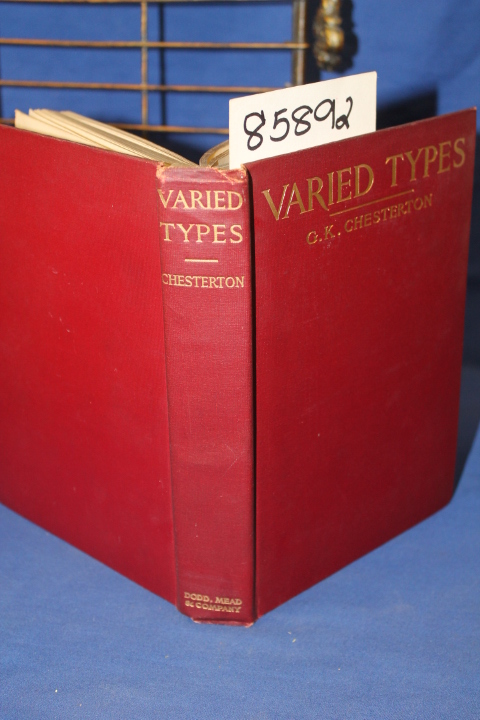 85892
VARIED
TYPES
CHESTERTON
DODD, MEAD
& COMPANY
VARIED TYPES
G.K. CHESTERTON